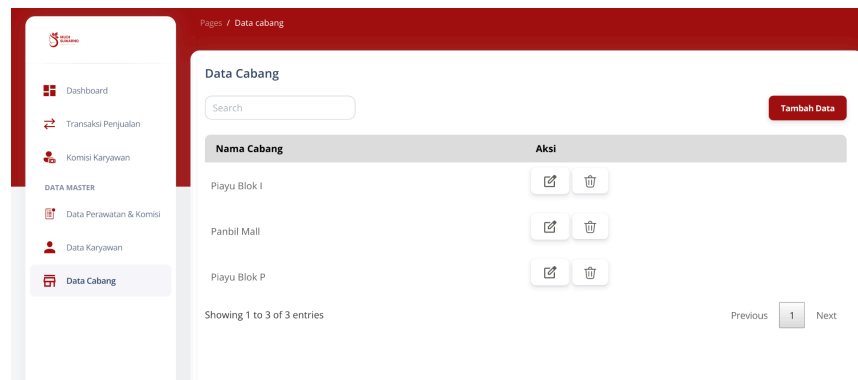 Pages / Data cabang
MUDI
SUBARNO
Dashboard
Transaksi Penjualan
Komisi Karyawan
DATA MASTER
Data Perawatan & Komisi
Data Karyawan
Data Cabang
Data Cabang
Search
Tambah Data
Nama Cabang Aksi
Piayu Blok I
Panbil Mall
Piayu Blok P
Showing 1 to 3 of 3 entries
Previous 1 Next